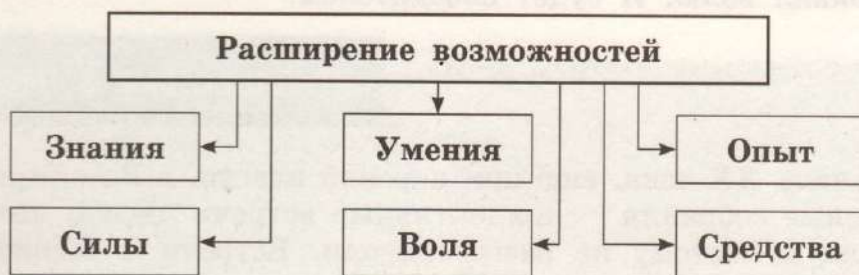 Расширение возможностей
Знания
Умения
Опыт
Силы
Воля
Средства